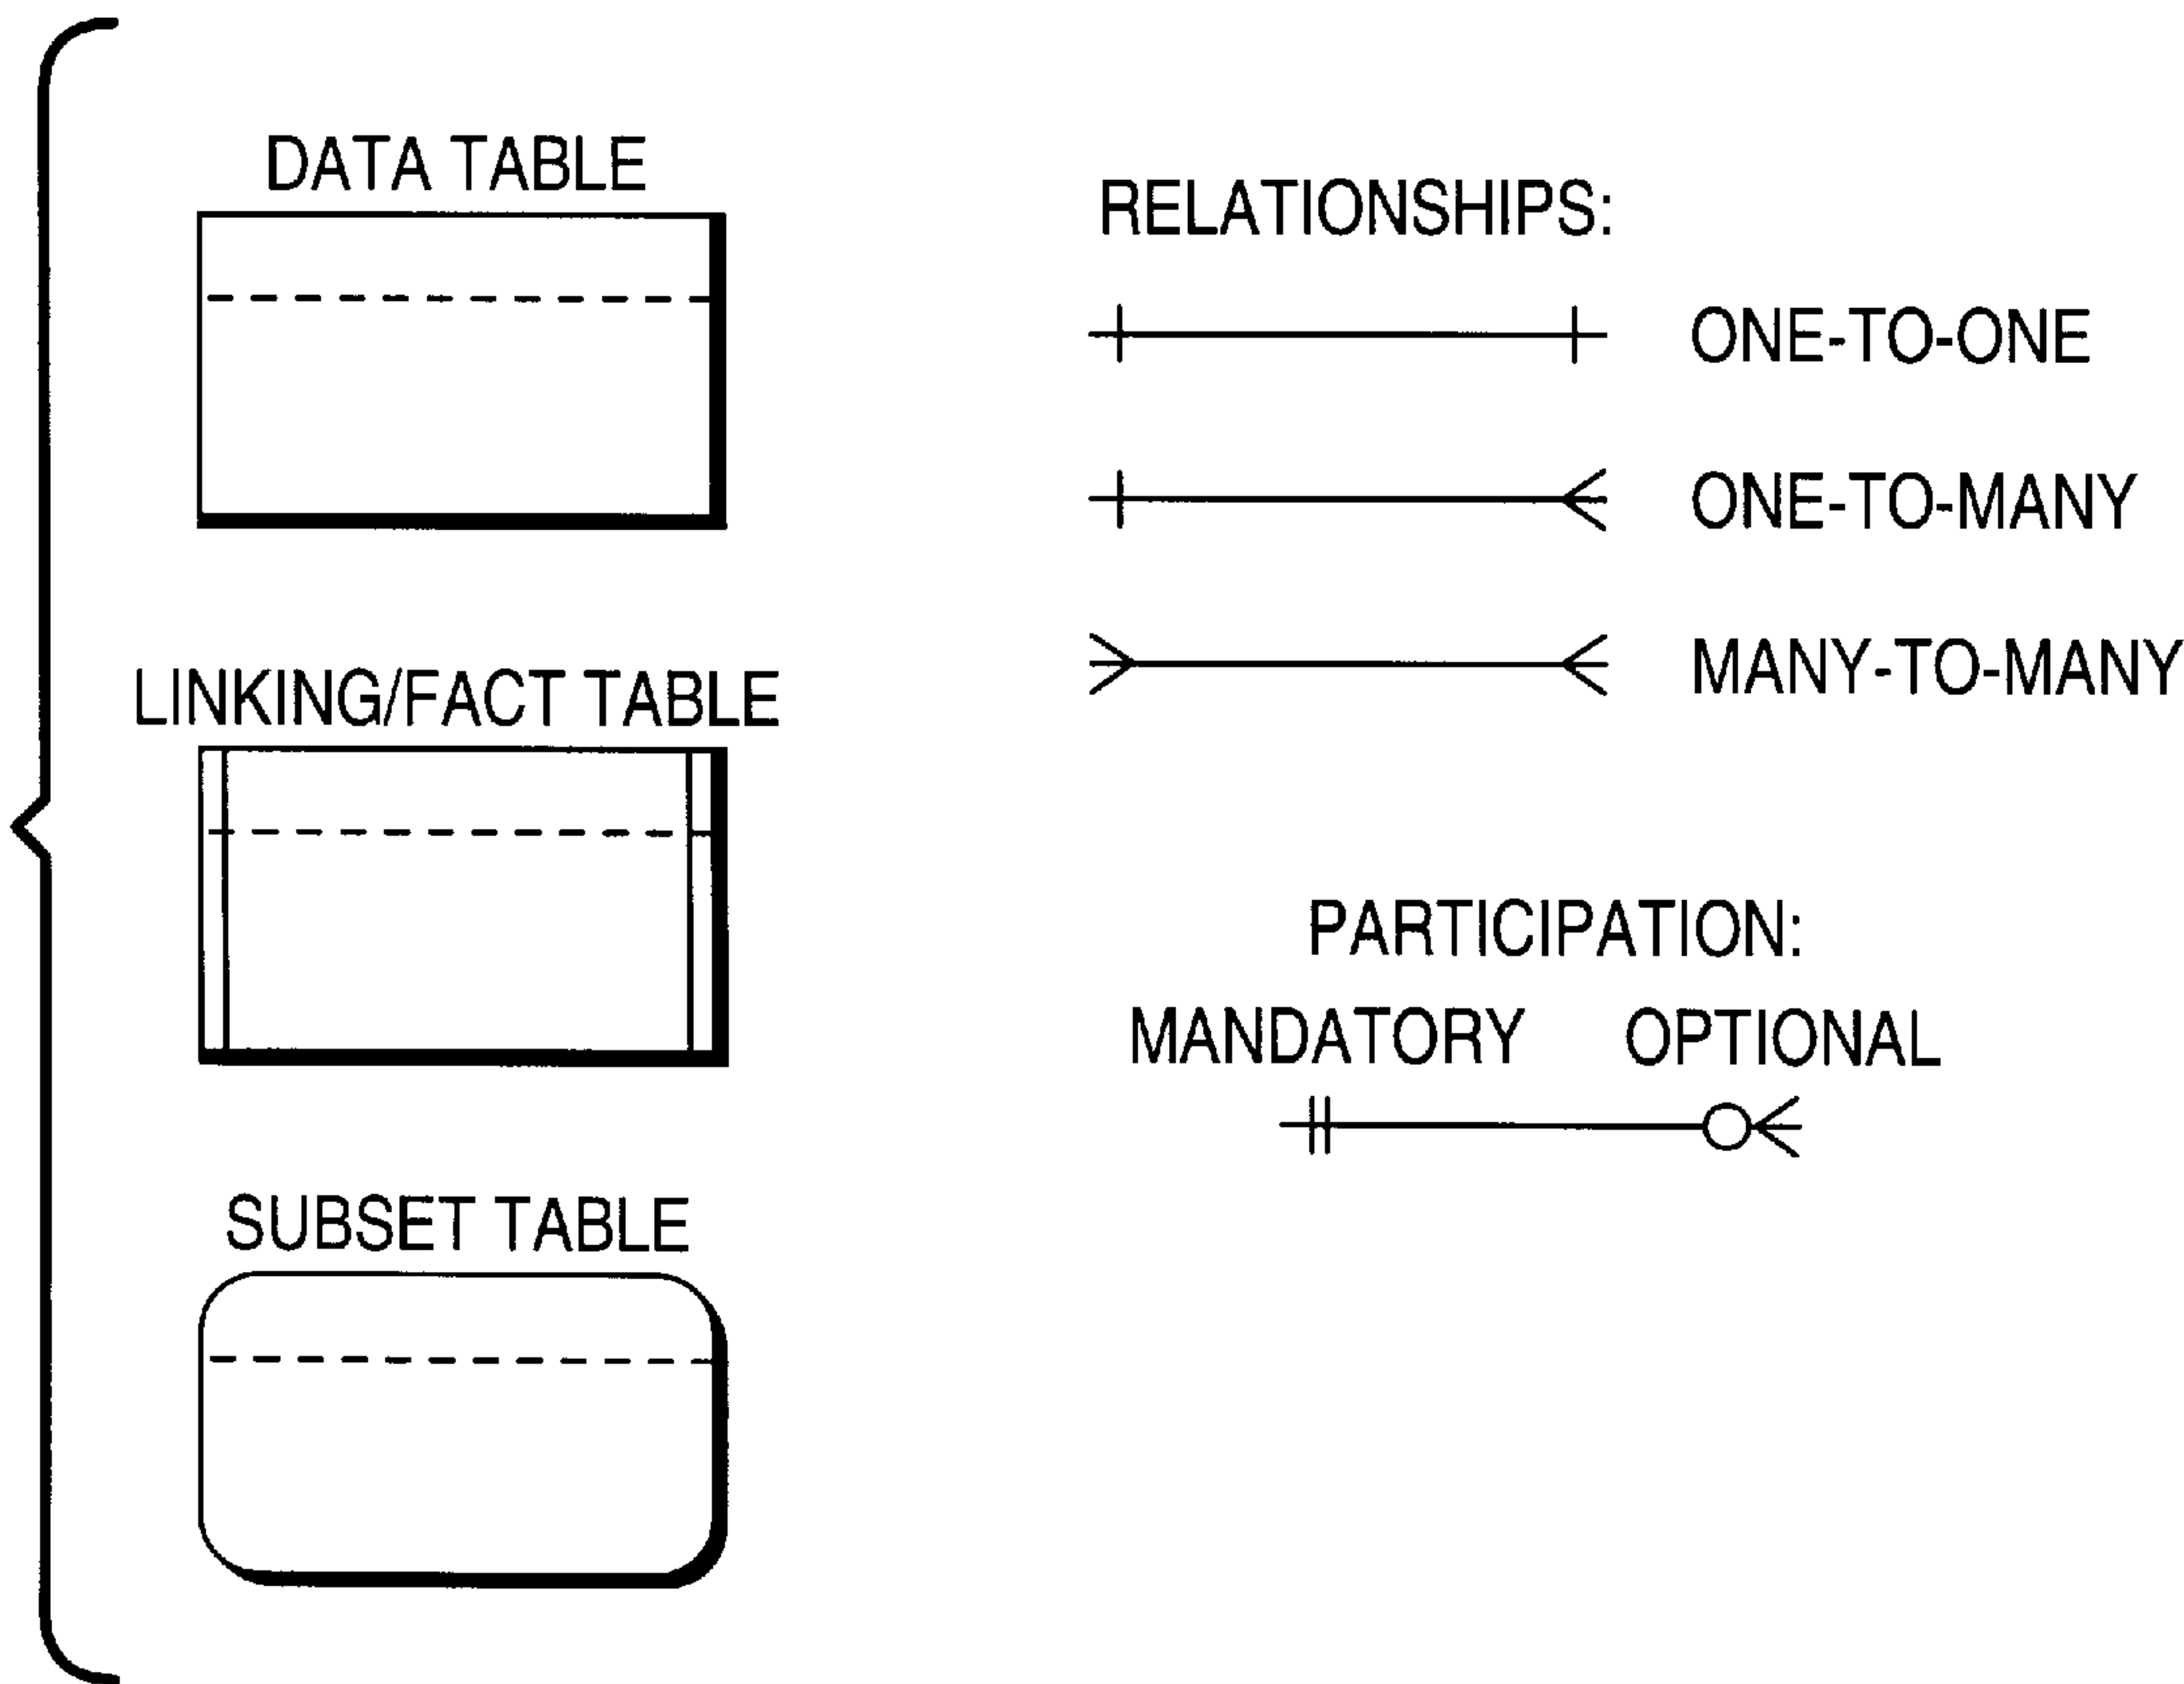 DATA TABLE
LINKING/FACT TABLE
SUBSET TABLE
RELATIONSHIPS:
ONE-TO-ONE
ONE-TO-MANY
MANY-TO-MANY
PARTICIPATION:
MANDATORY OPTIONAL